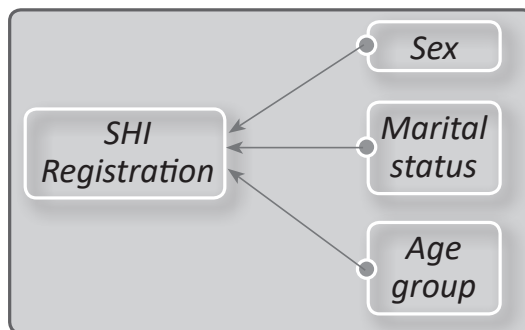 Sex
SHI
Registration
Marital
status
Age
group